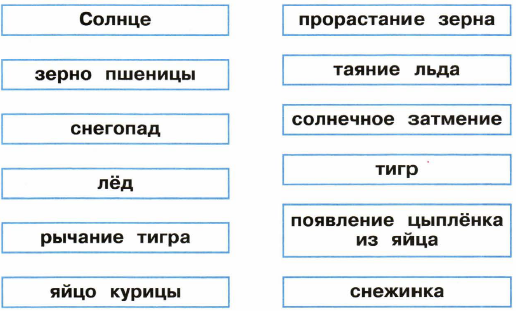 Солнце
зерно пшеницы
снегопад
лёд
рычание тигра
яйцо курицы
прорастание зерна
таяние льда
солнечное затмение
тигр
появление цыплёнка
из яйца
снежинка